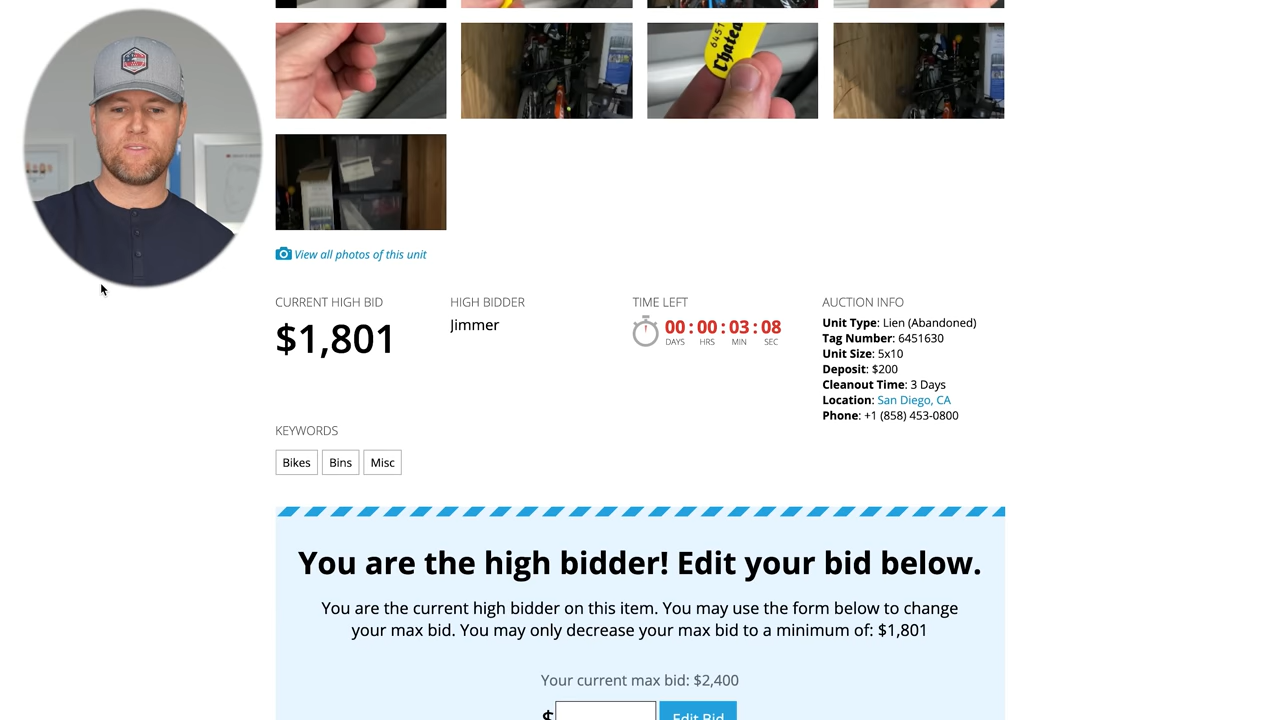 6451
Chatea
View all photos of this unit
CURRENT HIGH BID
$1,801
HIGH BIDDER
Jimmer
TIME LEFT
00 : 00 : 03 : 08
DAYS HRS MIN SEC
AUCTION INFO
Unit Type: Lien (Abandoned)
Tag Number: 6451630
Unit Size: 5x10
Deposit: $200
Cleanout Time: 3 Days
Location: San Diego, CA
Phone: +1 (858) 453-0800
KEYWORDS
Bikes Bins Misc
You are the high bidder! Edit your bid below.
You are the current high bidder on this item. You may use the form below to change
your max bid. You may only decrease your max bid to a minimum of: $1,801
Your current max bid: $2,400
$ Edit Bid